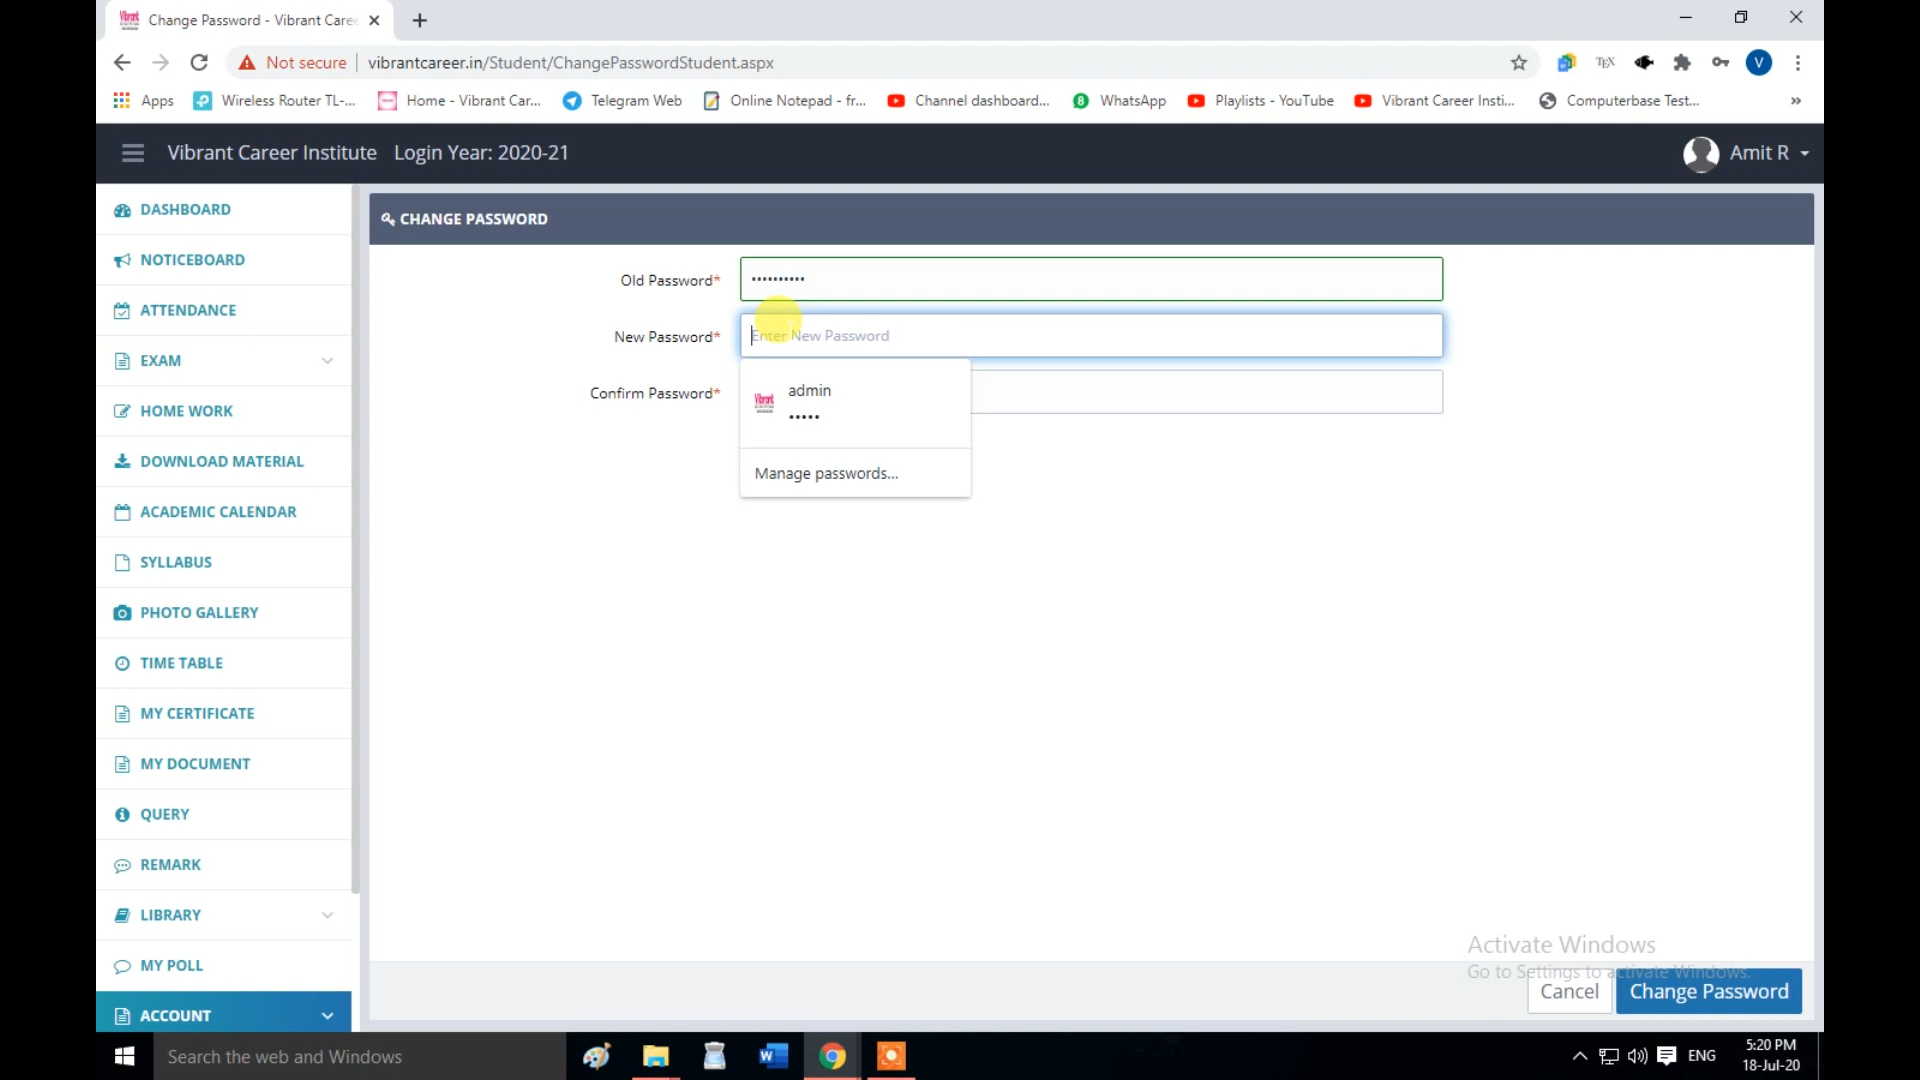 Change Password - Vibrant Care
Not secure
vibrantcareer.in/Student/ChangePasswordStudent.aspx
TEX
V
Apps
Wireless Router TL-...
Home - Vibrant Car...
Telegram Web
Online Notepad - fr...
Channel dashboard...
8
WhatsApp
Playlists - YouTube
Vibrant Career Insti...
Computerbase Test...
»
Vibrant Career Institute Login Year: 2020-21
Amit R
DASHBOARD
NOTICEBOARD
ATTENDANCE
EXAM
HOME WORK
DOWNLOAD MATERIAL
ACADEMIC CALENDAR
SYLLABUS
PHOTO GALLERY
TIME TABLE
MY CERTIFICATE
MY DOCUMENT
QUERY
REMARK
LIBRARY
MY POLL
ACCOUNT
CHANGE PASSWORD
Old Password*
••••••••••
New Password*
Enter New Password
Confirm Password*
Vibrant
admin
•••••
Manage passwords...
Activate Windows
Go to Settings to activate Windows.
Cancel
Change Password
Search the web and Windows
ENG
5:20 PM
18-Jul-20